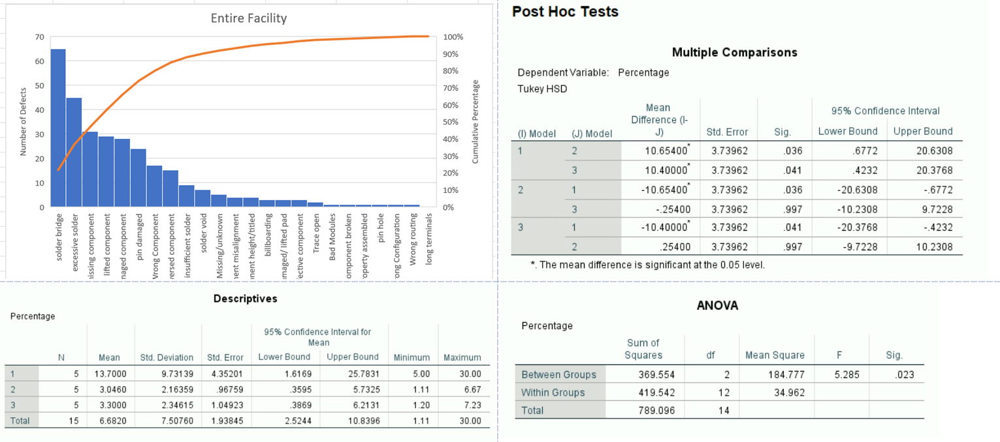 Entire Facility
70
60
50
40
30
20
10
0
Number of Defects
100%
90%
80%
70%
60%
50%
40%
30%
20%
10%
0%
Cumulative Percentage
solder bridge
excessive solder
issing component
lifted component
naged component
pin damaged
Vrong Component
versed component
insufficient solder
solder void
Missing/unknown
ent misalignment
nent height/titled
billboarding
maged/ lifted pad
ective component
Trace open
Bad Modules
omponent broken
operty assembled
pin hole
ong Configuration
Wrong routing
long terminals
Post Hoc Tests
Multiple Comparisons
Dependent Variable: Percentage
Tukey HSD
Mean
Difference (I-
95% Confidence Interval
(I) Model (J) Model J) Std. Error Sig. Lower Bound Upper Bound
1 2 10.65400* 3.73962 .036 .6772 20.6308
3 10.40000* 3.73962 .041 .4232 20.3768
2 1 -10.65400* 3.73962 .036 -20.6308 -.6772
3 -.25400 3.73962 .997 -10.2308 9.7228
3 1 -10.40000* 3.73962 .041 -20.3768 -.4232
2 .25400 3.73962 .997 -9.7228 10.2308
*. The mean difference is significant at the 0.05 level.
Descriptives
Percentage
95% Confidence Interval for
Mean
N Mean Std. Deviation Std. Error Lower Bound Upper Bound Minimum Maximum
1 5 13.7000 9.73139 4.35201 1.6169 25.7831 5.00 30.00
2 5 3.0460 2.16359 .96759 .3595 5.7325 1.11 6.67
3 5 3.3000 2.34615 1.04923 .3869 6.2131 1.20 7.23
Total 15 6.6820 7.50760 1.93845 2.5244 10.8396 1.11 30.00
ANOVA
Percentage
Sum of
Squares df Mean Square F Sig.
Between Groups 369.554 2 184.777 5.285 .023
Within Groups 419.542 12 34.962
Total 789.096 14